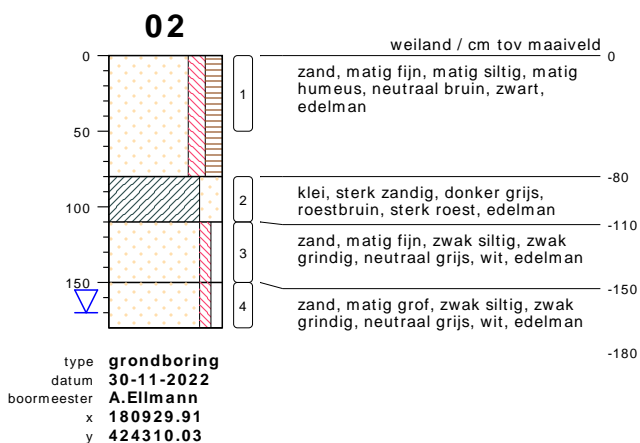 02
weiland / cm tov maaiveld
0
0
zand, matig fijn, matig siltig, matig
humeus, neutraal bruin, zwart,
edelman
1
50
-80
klei, sterk zandig, donker grijs,
roestbruin, sterk roest, edelman
2
100
-110
zand, matig fijn, zwak siltig, zwak
grindig, neutraal grijs, wit, edelman
3
150
-150
zand, matig grof, zwak siltig, zwak
grindig, neutraal grijs, wit, edelman
4
-180
type grondboring
datum 30-11-2022
boormeester A.Ellmann
x 180929.91
y 424310.03